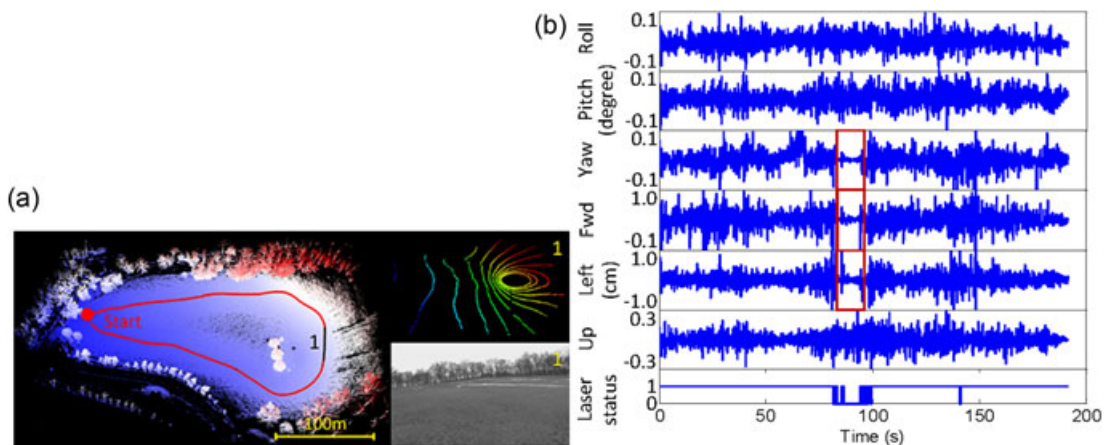 (a)
Start
1
100m
1
1
(b)
Roll
0.1
-0.1
Pitch
(degree)
0.1
-0.1
Yaw
0.1
-0.1
Fwd
1.0
-0.1
Left
(cm)
1.0
-1.0
Up
0.3
-0.3
Laser
status
1
0
0
50
100
150
200
Time (s)